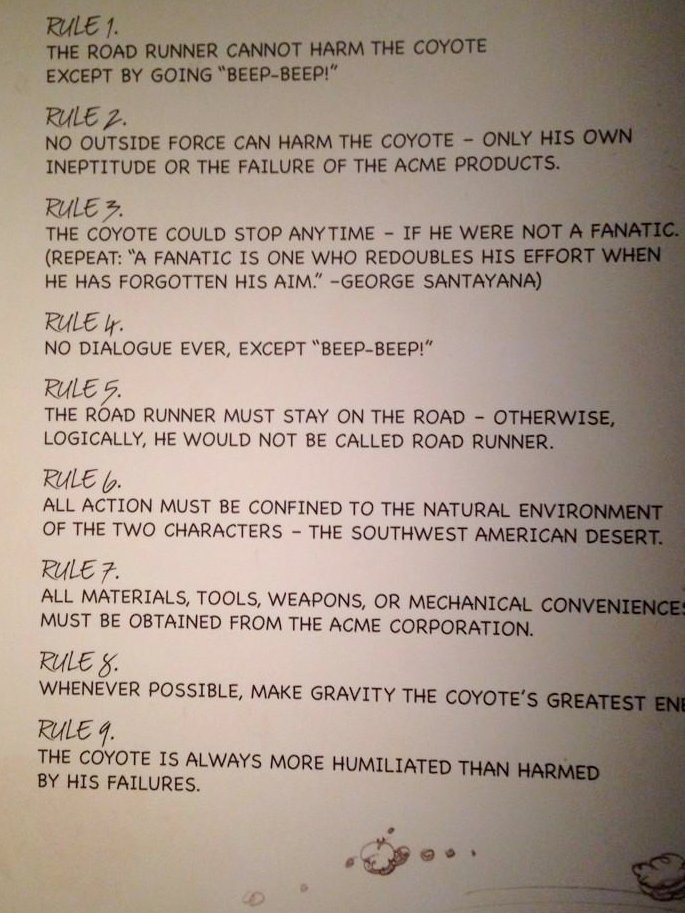 RULE 1.
THE ROAD RUNNER CANNOT HARM THE COYOTE
EXCEPT BY GOING "BEEP-BEEP!"
RULE 2.
NO OUTSIDE FORCE CAN HARM THE COYOTE – ONLY HIS OWN
INEPTITUDE OR THE FAILURE OF THE ACME PRODUCTS.
RULE 3.
THE COYOTE COULD STOP ANYTIME – IF HE WERE NOT A FANATIC.
(REPEAT: "A FANATIC IS ONE WHO REDOUBLES HIS EFFORT WHEN
HE HAS FORGOTTEN HIS AIM." –GEORGE SANTAYANA)
RULE 4.
NO DIALOGUE EVER, EXCEPT "BEEP-BEEP!"
RULE 5.
THE ROAD RUNNER MUST STAY ON THE ROAD – OTHERWISE,
LOGICALLY, HE WOULD NOT BE CALLED ROAD RUNNER.
RULE 6.
ALL ACTION MUST BE CONFINED TO THE NATURAL ENVIRONMENT
OF THE TWO CHARACTERS – THE SOUTHWEST AMERICAN DESERT.
RULE 7.
ALL MATERIALS, TOOLS, WEAPONS, OR MECHANICAL CONVENIENCES
MUST BE OBTAINED FROM THE ACME CORPORATION.
RULE 8.
WHENEVER POSSIBLE, MAKE GRAVITY THE COYOTE'S GREATEST
RULE 9.
THE COYOTE IS ALWAYS MORE HUMILIATED THAN HARMED
BY HIS FAILURES.